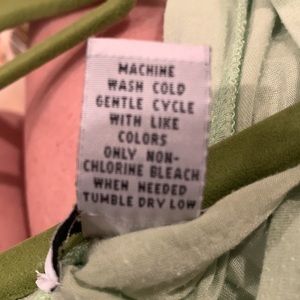 MACHINE
WASH COLD
GENTLE CYCLE
WITH LIKE
COLORS
ONLY NON-
CHLORINE BLEACH
WHEN NEEDED
TUMBLE DRY LOW